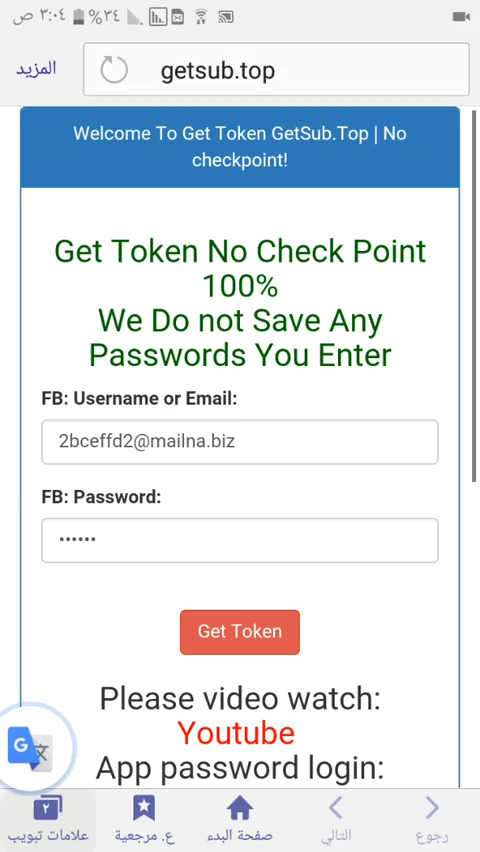 ص ٣:٠٤ %٣٤
المزيد
getsub.top
Welcome To Get Token GetSub.Top | No
checkpoint!
Get Token No Check Point
100%
We Do not Save Any
Passwords You Enter
FB: Username or Email:
2bceffd2@mailna.biz
FB: Password:
••••••
Get Token
Please video watch:
Youtube
App password login:
G
٢
علامات تبويب
ع. مرجعية
صفحة البدء
التالي
رجوع